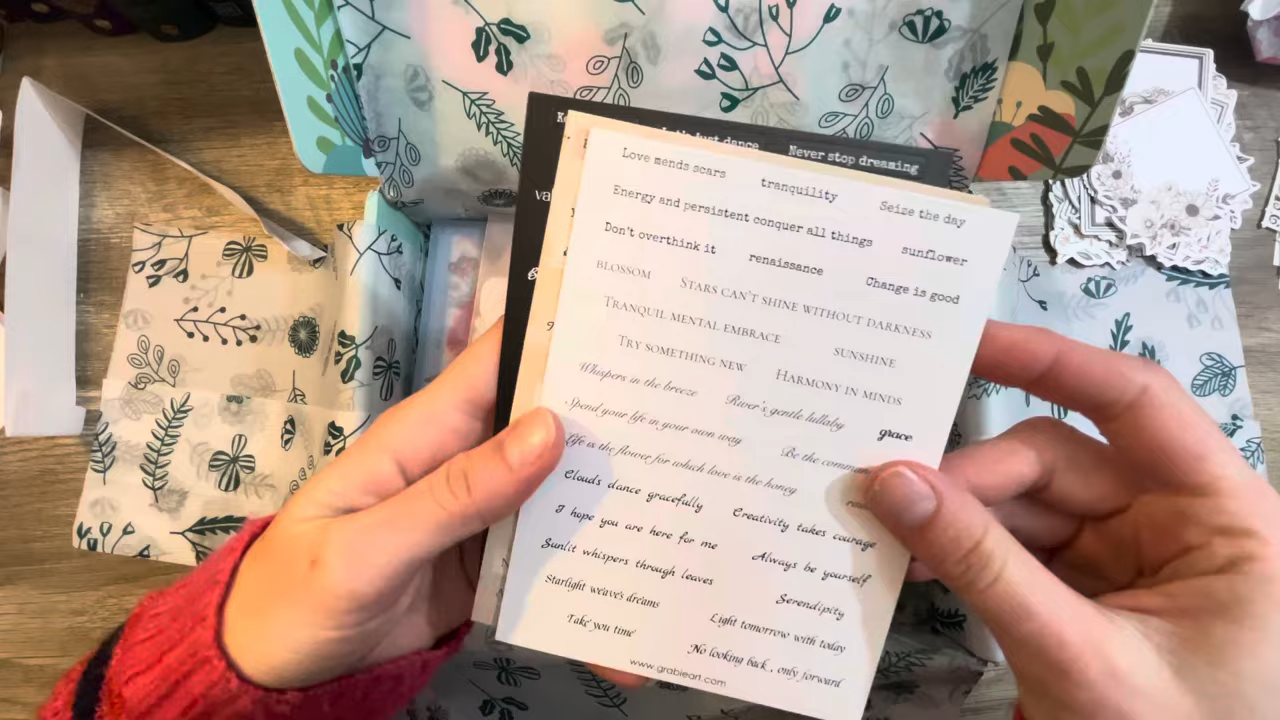 Let's just dance Never stop dreaming
Love mends scars tranquility Seize the day
Energy and persistent conquer all things sunflower
Don't overthink it renaissance Change is good
BLOSSOM STARS CAN'T SHINE WITHOUT DARKNESS
TRANQUIL MENTAL EMBRACE SUNSHINE
TRY SOMETHING NEW HARMONY IN MINDS
Whispers in the breeze River's gentle lullaby grace
Spend your life in your own way Be the
Life is the flower for which love is the honey
Clouds dance gracefully Creativity takes courage
I hope you are here for me Always be yourself
Sunlit whispers through leaves Serendipity
Starlight weave's dreams Light tomorrow with today
Take you time No looking back , only forward
www.grabieart.com